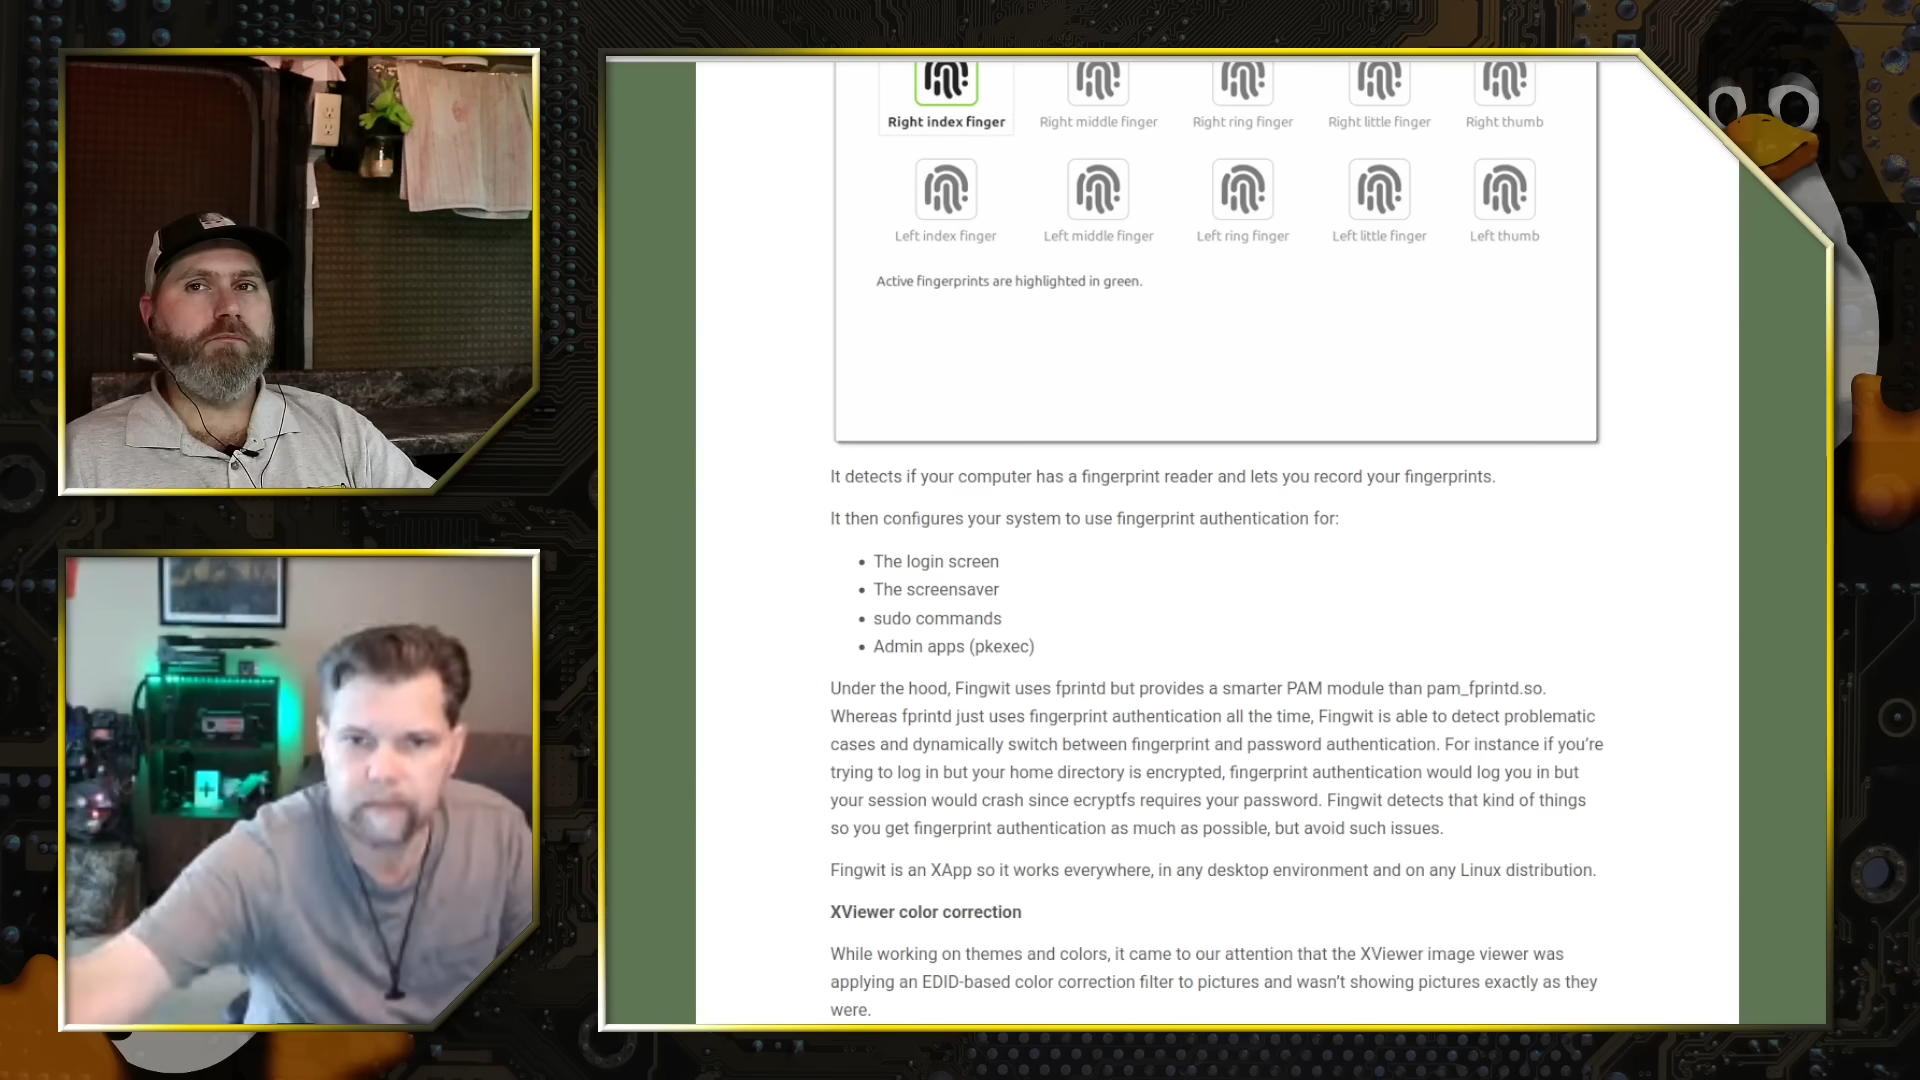 Right index finger
Right middle finger
Right ring finger
Right little finger
Right thumb
Left index finger
Left middle finger
Left ring finger
Left little finger
Left thumb
Active fingerprints are highlighted in green.
It detects if your computer has a fingerprint reader and lets you record your fingerprints.
It then configures your system to use fingerprint authentication for:
• The login screen
• The screensaver
• sudo commands
• Admin apps (pkexec)
Under the hood, Fingwit uses fprintd but provides a smarter PAM module than pam_fprintd.so.
Whereas fprintd just uses fingerprint authentication all the time, Fingwit is able to detect problematic
cases and dynamically switch between fingerprint and password authentication. For instance if you’re
trying to log in but your home directory is encrypted, fingerprint authentication would log you in but
your session would crash since ecryptfs requires your password. Fingwit detects that kind of things
so you get fingerprint authentication as much as possible, but avoid such issues.
Fingwit is an XApp so it works everywhere, in any desktop environment and on any Linux distribution.
XViewer color correction
While working on themes and colors, it came to our attention that the XViewer image viewer was
applying an EDID-based color correction filter to pictures and wasn’t showing pictures exactly as they
were.